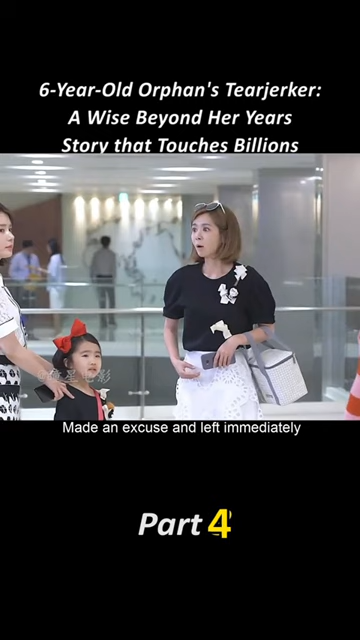 6-Year-Old Orphan's Tearjerker:
A Wise Beyond Her Years
Story that Touches Billions
Made an excuse and left immediately
Part 4